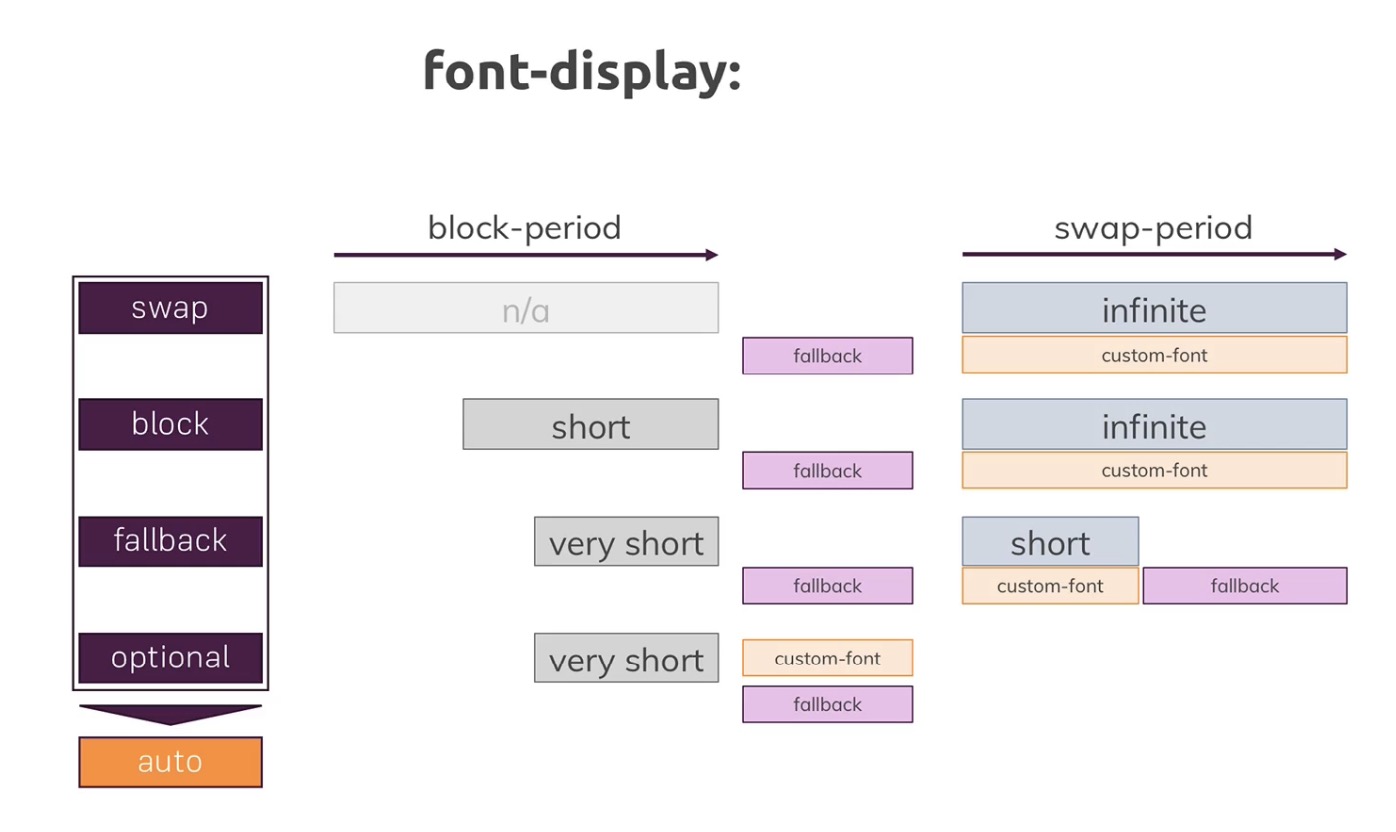 font-display:
block-period
swap-period
swap
n/a
infinite
fallback
custom-font
block
short
infinite
fallback
custom-font
fallback
very short
short
fallback
custom-font
fallback
optional
very short
custom-font
fallback
auto